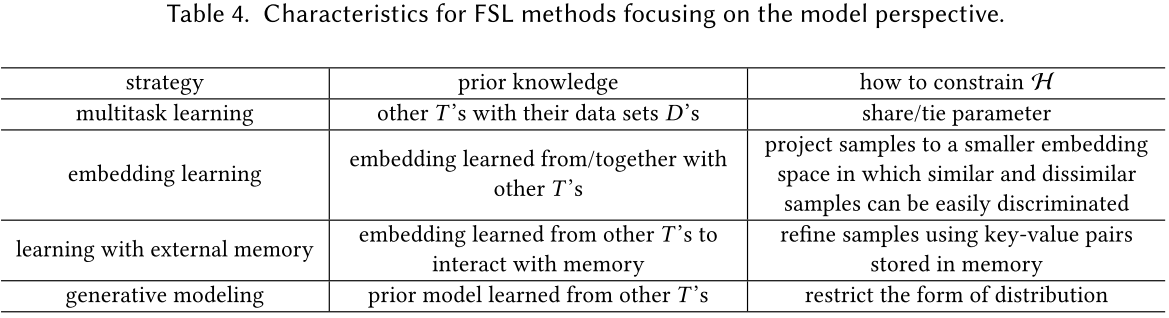 Table 4. Characteristics for FSL methods focusing on the model perspective.
strategy prior knowledge how to constrain ℋ
multitask learning other T's with their data sets D's share/tie parameter
embedding learning
embedding learned from/together with
other T's
project samples to a smaller embedding
space in which similar and dissimilar
samples can be easily discriminated
learning with external memory
embedding learned from other T's to
interact with memory
refine samples using key-value pairs
stored in memory
generative modeling prior model learned from other T's restrict the form of distribution